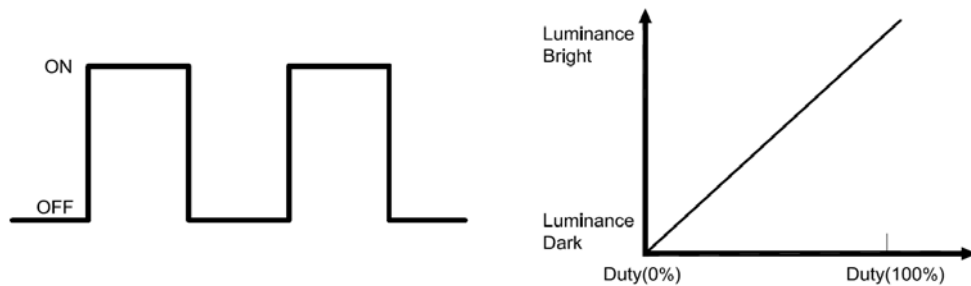 ON
OFF
Luminance
Bright
Luminance
Dark
Duty(0%)
Duty(100%)